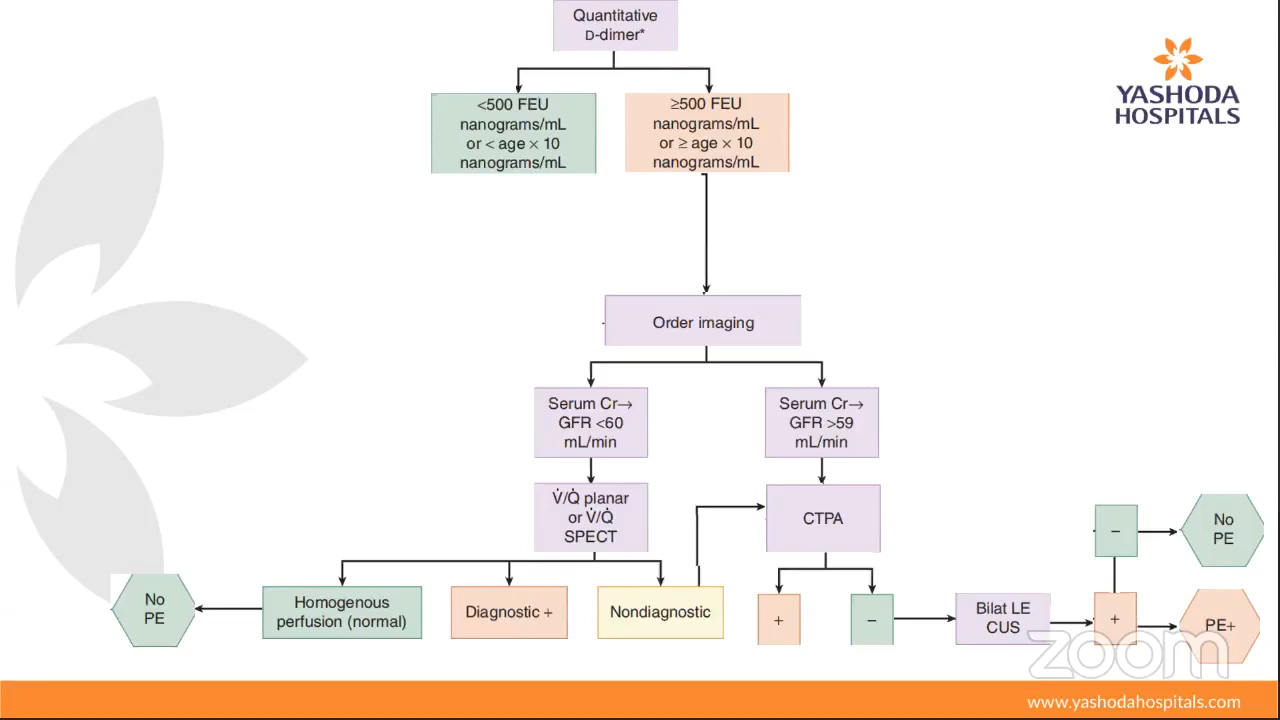 Quantitative
D-dimer*
YASHODA
HOSPITALS
<500 FEU
nanograms/mL
or < age × 10
nanograms/mL
≥500 FEU
nanograms/mL
or ≥ age × 10
nanograms/mL
Order imaging
Serum Cr→
GFR <60
mL/min
Serum Cr→
GFR >59
mL/min
V̇/Q̇ planar
or V̇/Q̇
SPECT
CTPA
−
No
PE
No
PE
Homogenous
perfusion (normal)
Diagnostic +
Nondiagnostic
+
−
Bilat LE
CUS
+
PE+
zoom
www.yashodahospitals.com